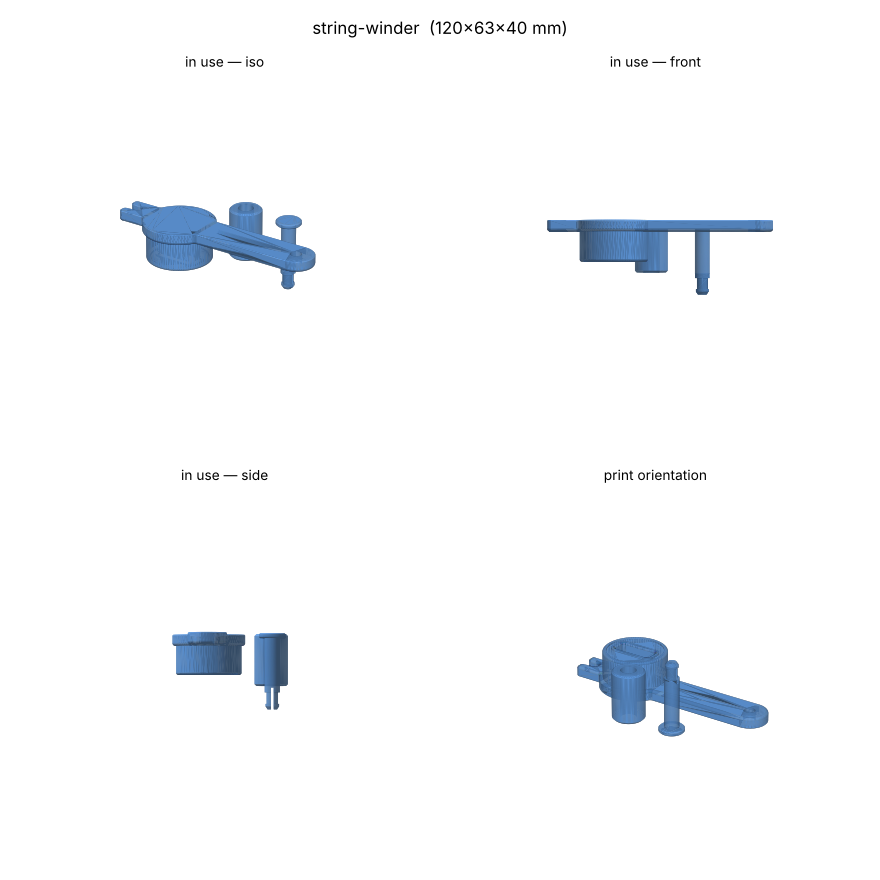 string-winder (120×63×40 mm)
in use — iso
in use — front
in use — side
print orientation